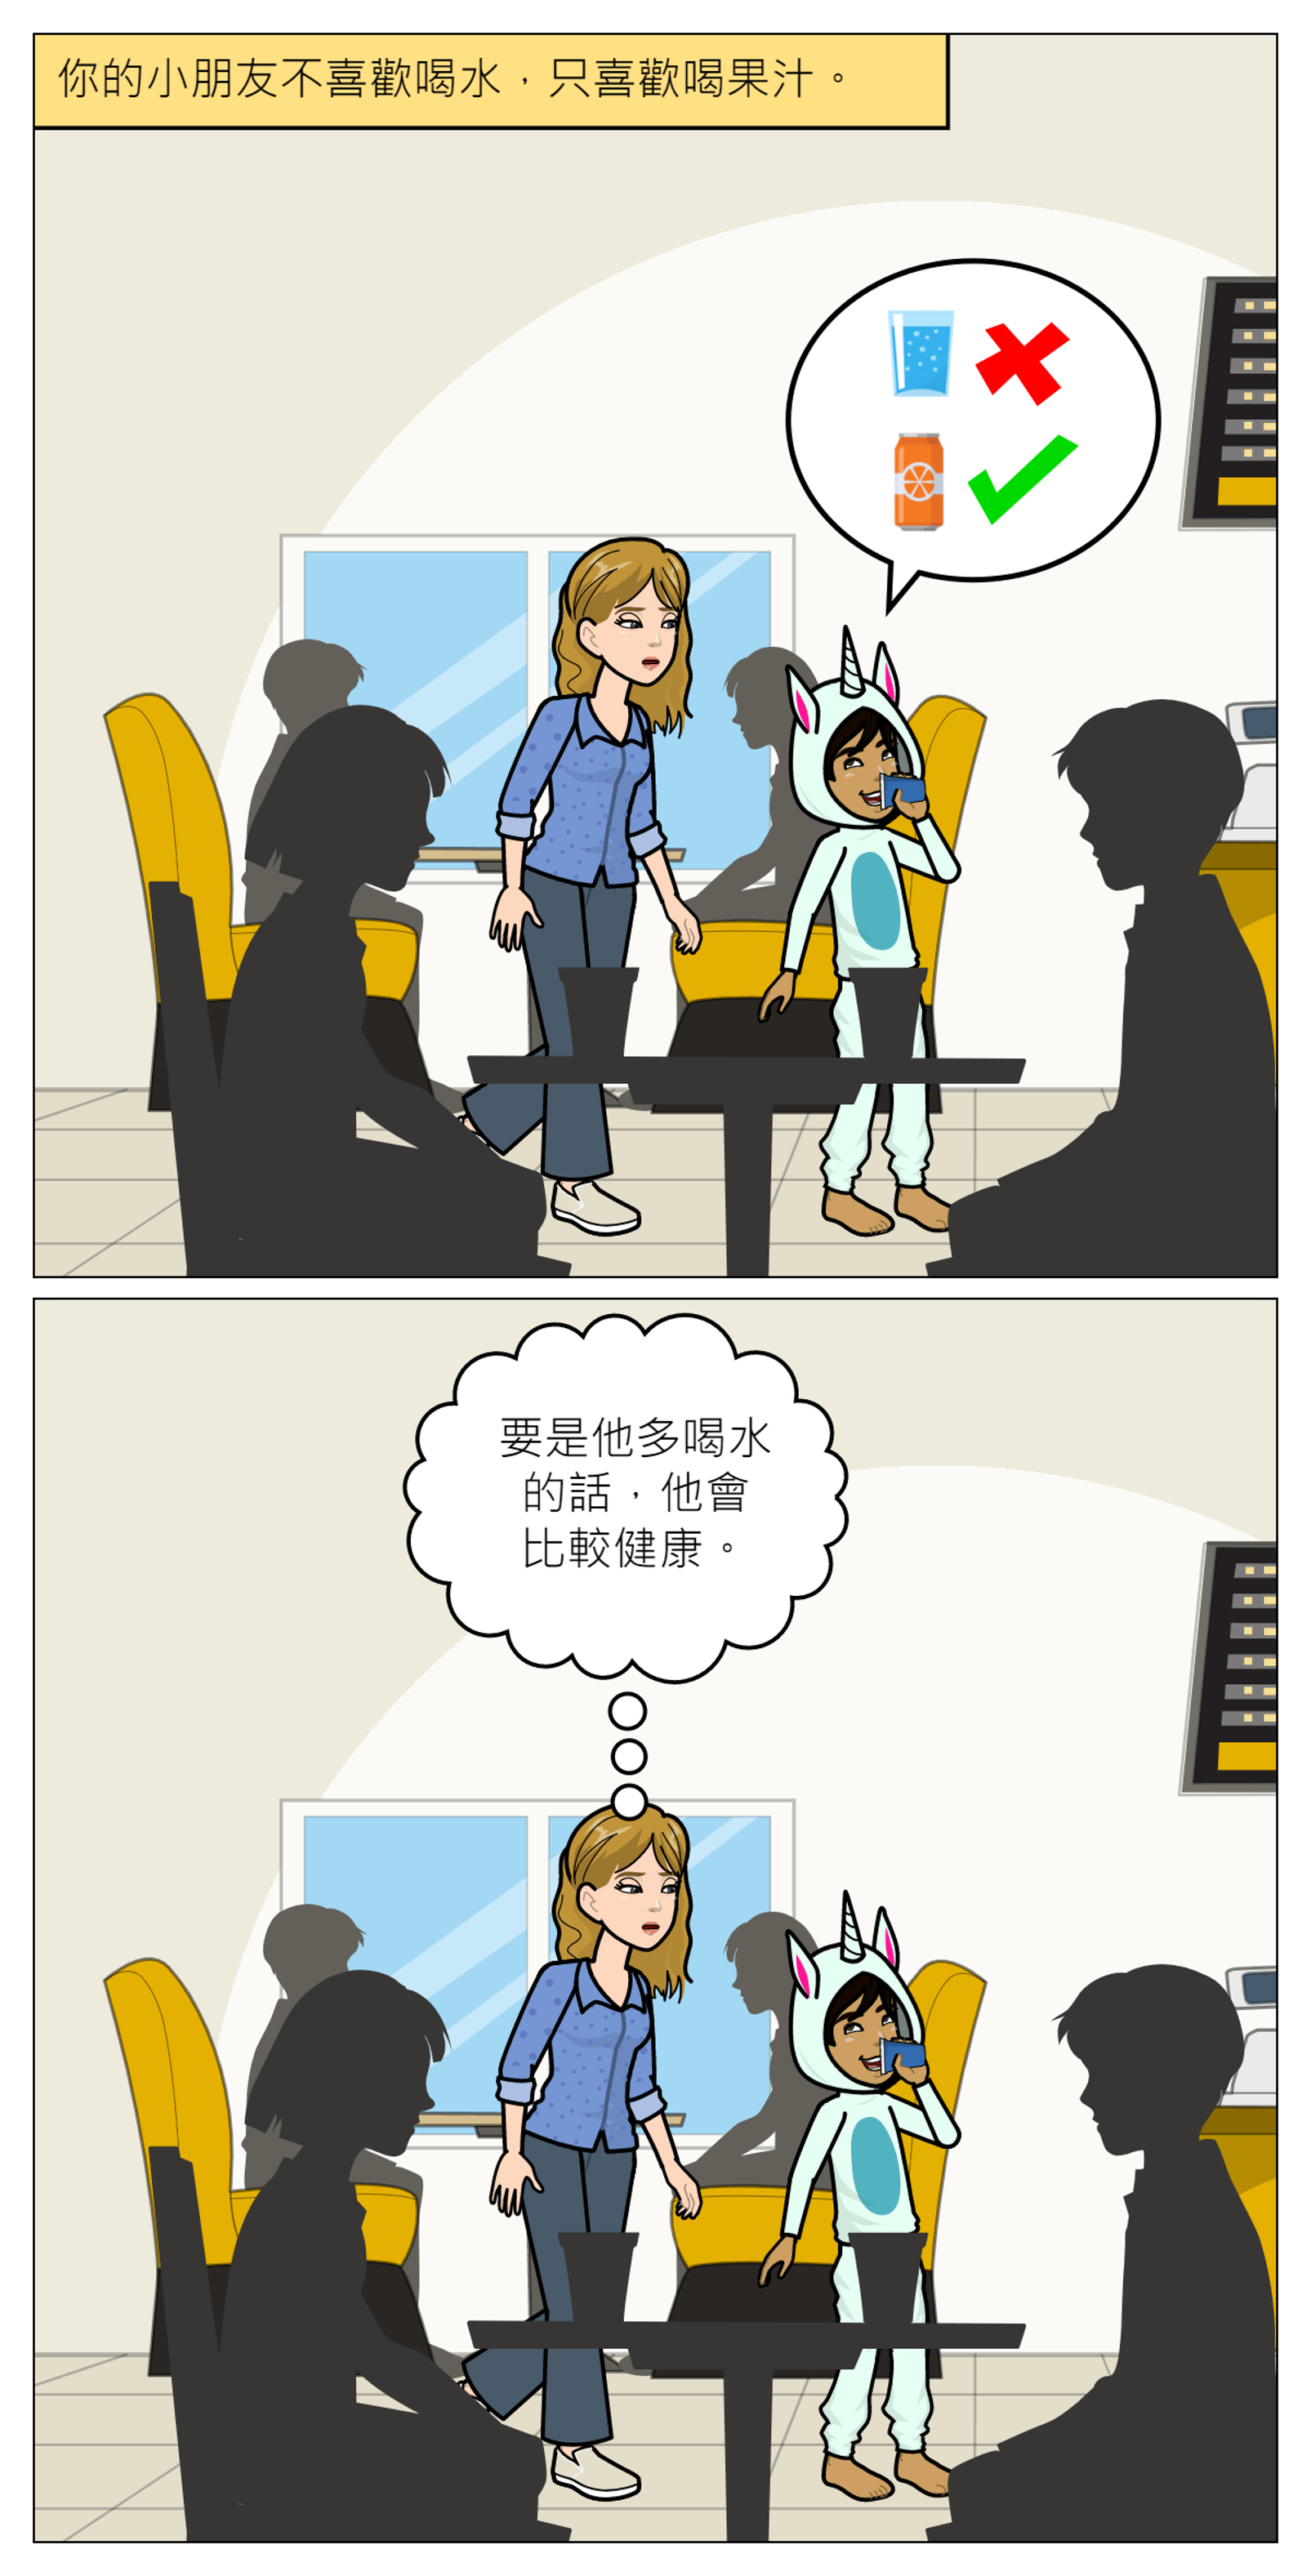 你的小朋友不喜歡喝水，只喜歡喝果汁。
要是他多喝水
的話，他會
比較健康。